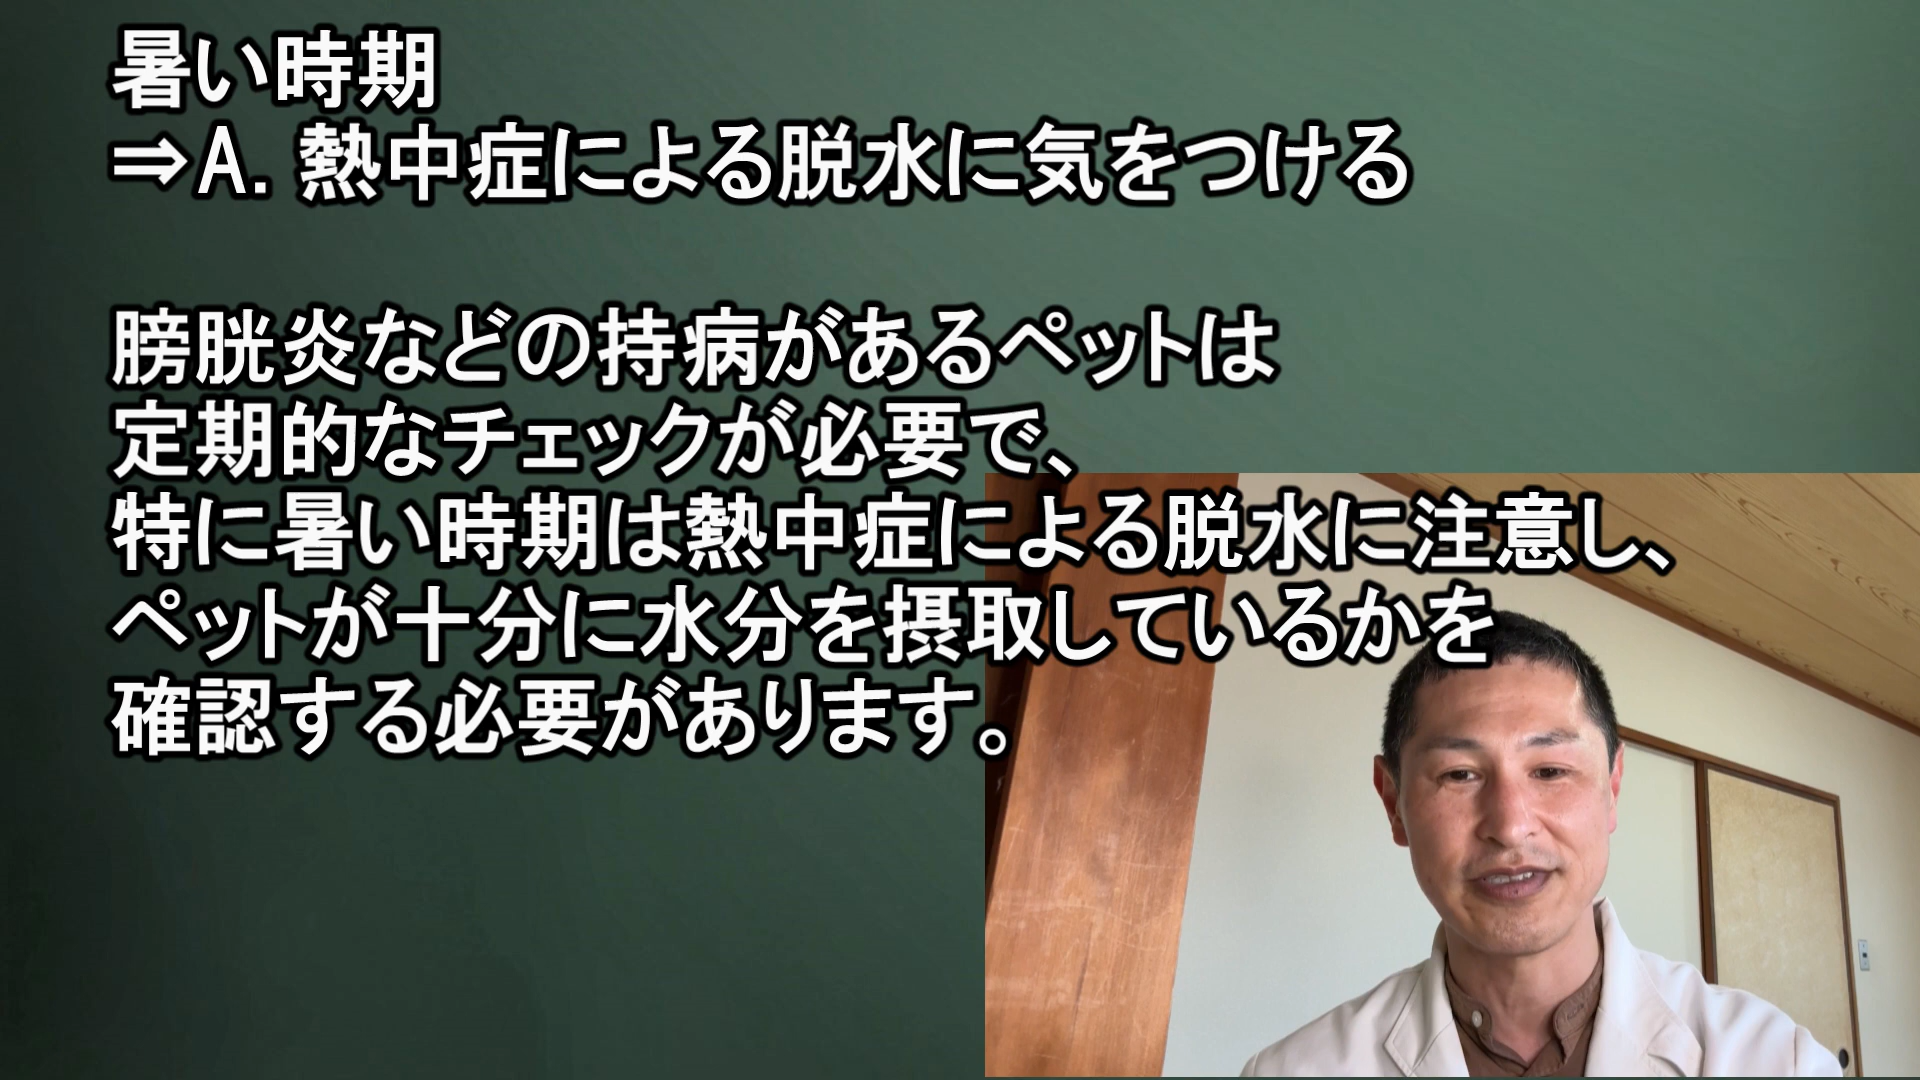 暑い時期
⇒A. 熱中症による脱水に気をつける
膀胱炎などの持病があるペットは
定期的なチェックが必要で、
特に暑い時期は熱中症による脱水に注意し、
ペットが十分に水分を摂取しているかを
確認する必要があります。